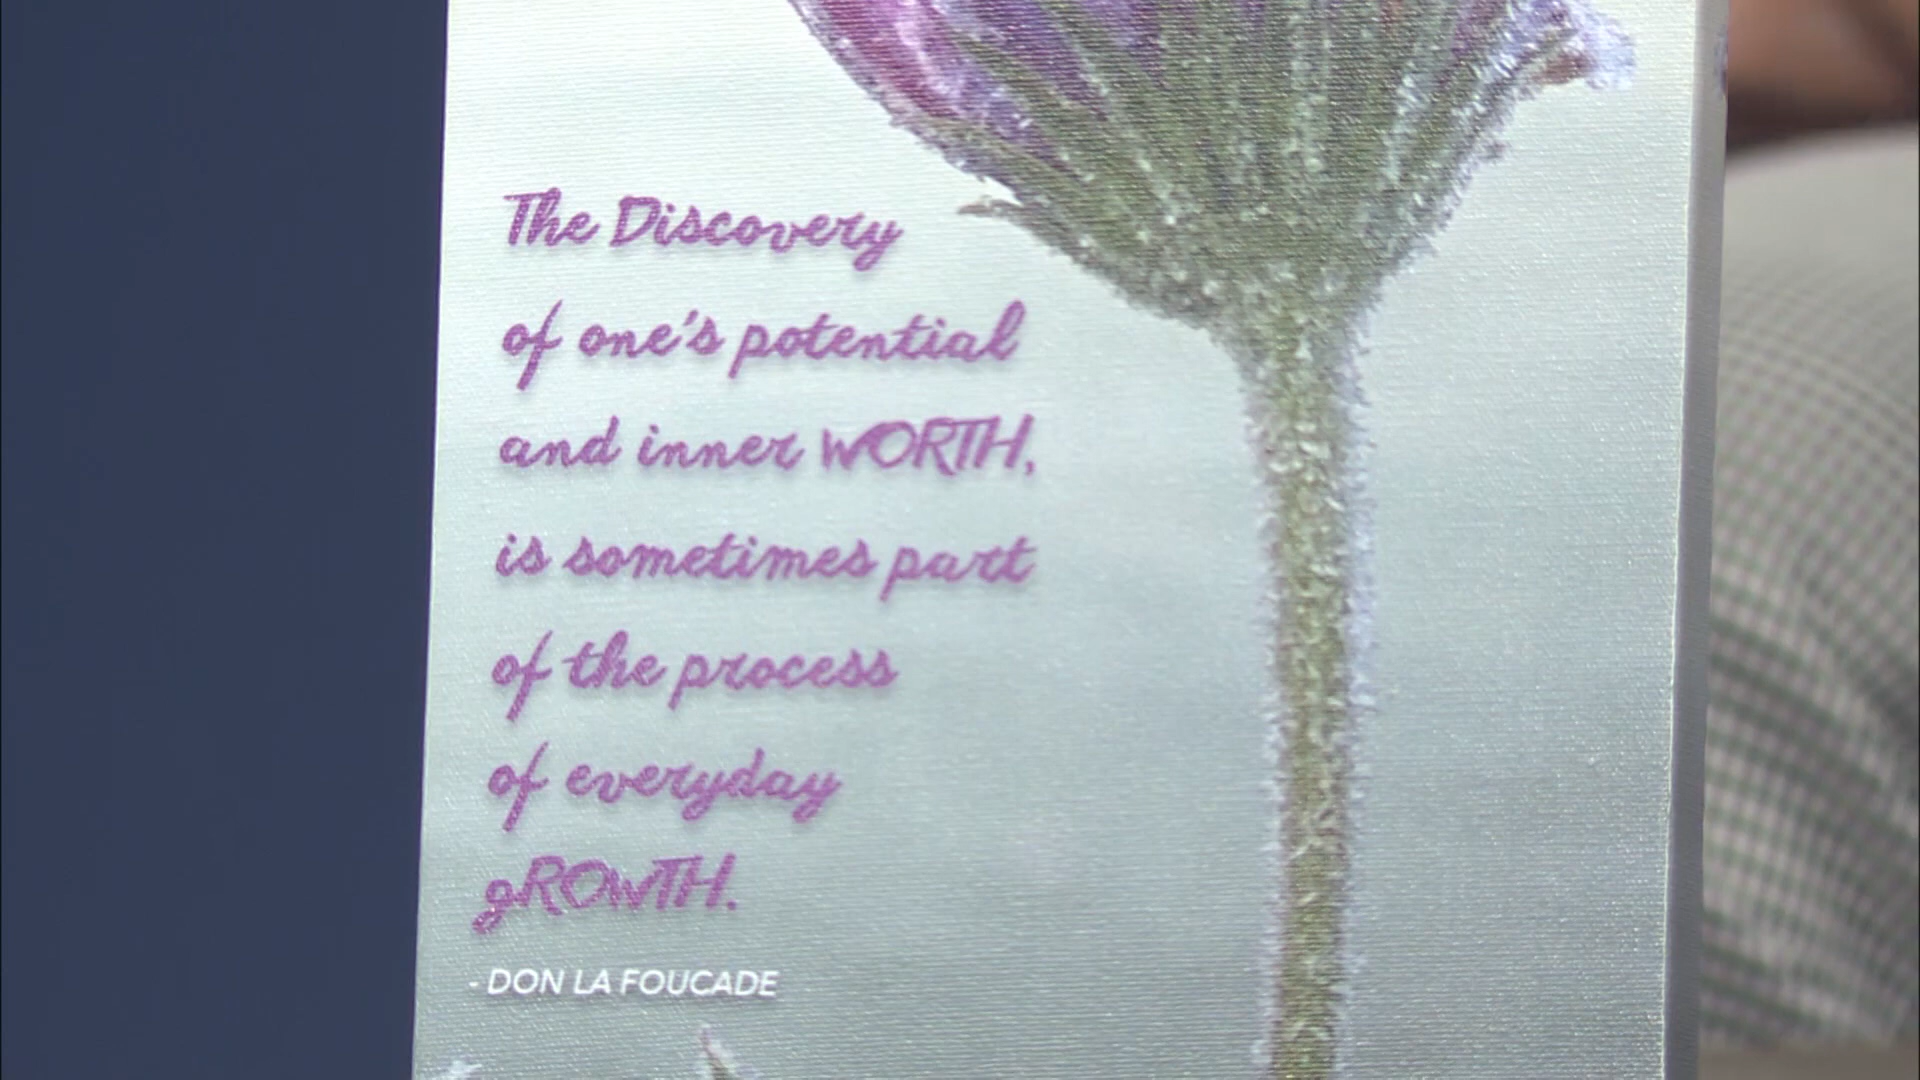 The Discovery
of one's potential
and inner WORTH,
is sometimes part
of the process
of everyday
gROwTH.
- DON LA FOUCADE